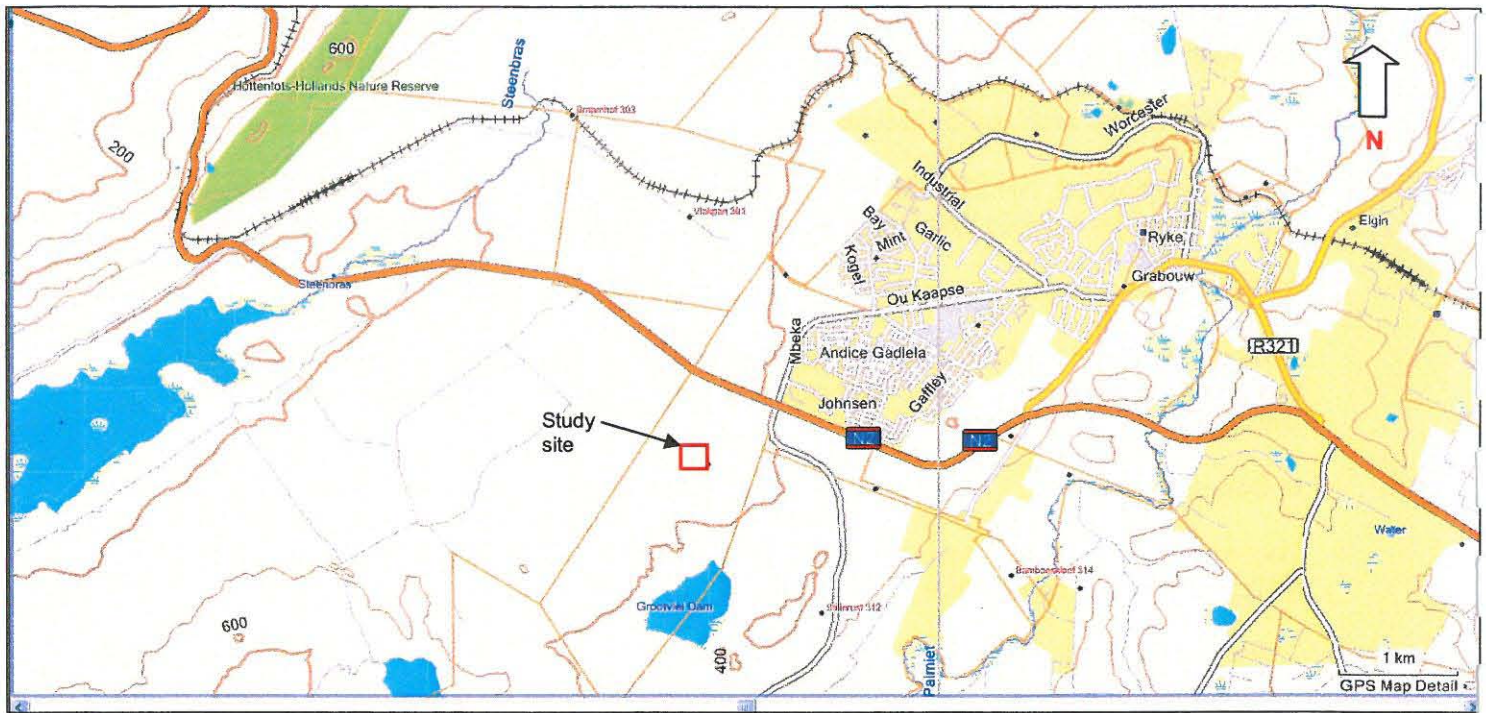 600
Hottentots-Hollands Nature Reserve
Steenbras
200
Worcester
N
Industrial
Bay
Mint
Garlic
Kogel
Ryke
Elgin
Grabouw
Ou Kaapse
Steenbras
Mbeka
Andice Gadlela
R321
Johnsen
Gaffley
Study
site
N2
N2
Water
Grootvlei Dam
600
400
Palmiet
1 km
GPS Map Detail